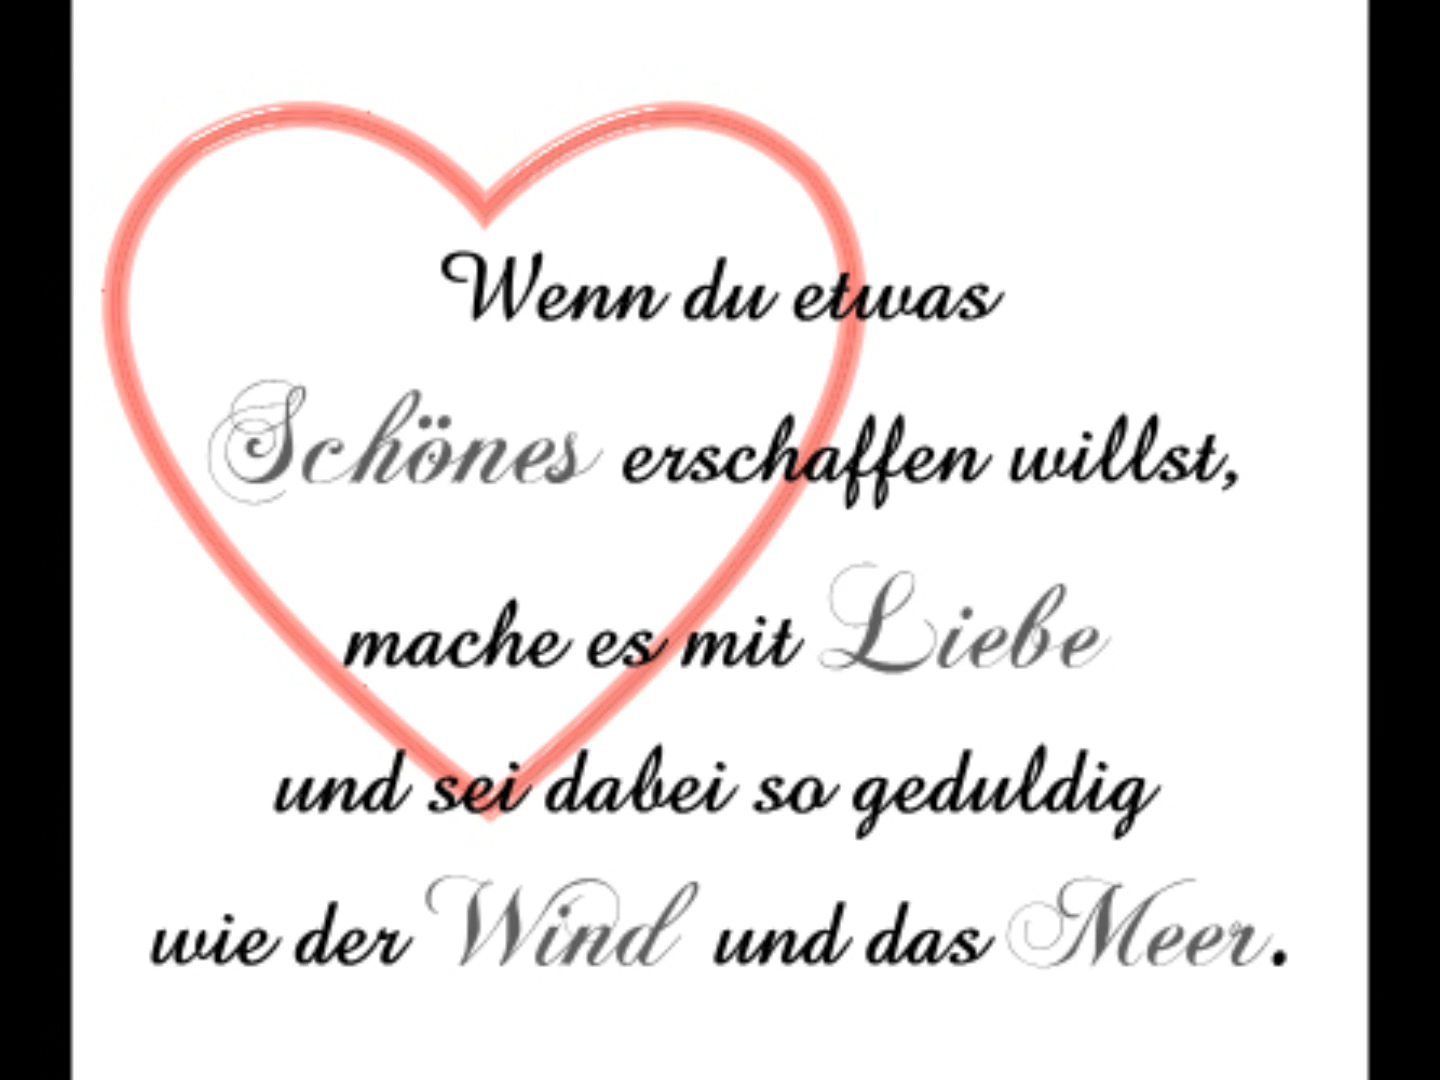 Wenn du etwas
Schönes erschaffen willst,
mache es mit Liebe
und sei dabei so geduldig
wie der Wind und das Meer.